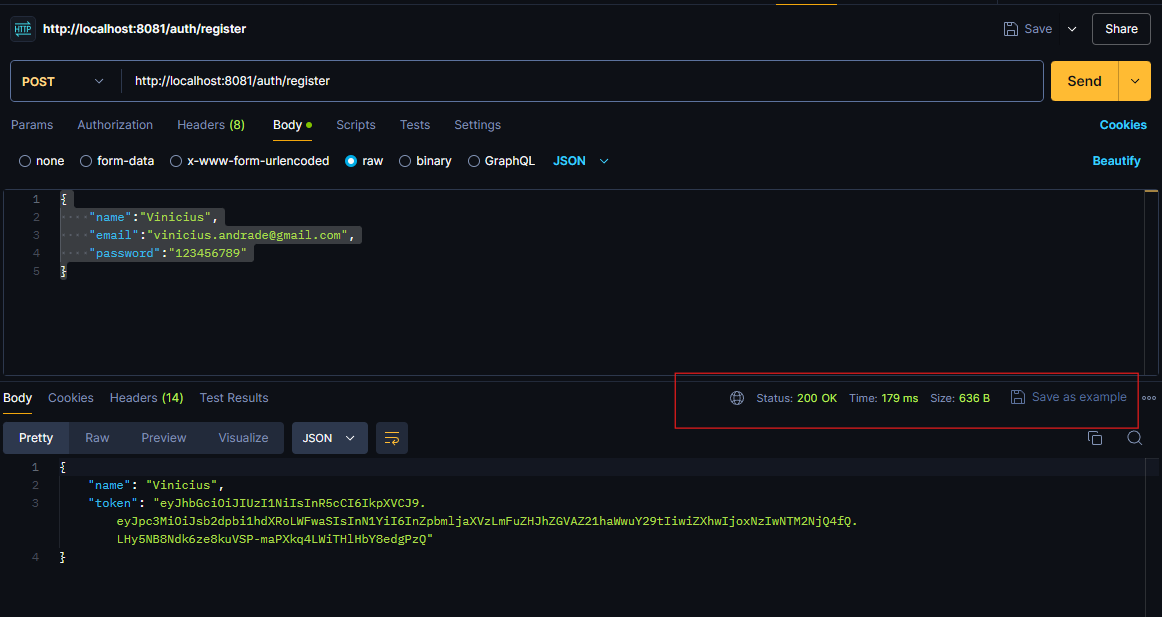 HTTP http://localhost:8081/auth/register Save Share
POST http://localhost:8081/auth/register Send
Params Authorization Headers (8) Body Scripts Tests Settings Cookies
none form-data x-www-form-urlencoded raw binary GraphQL JSON Beautify
1 {
2 "name":"Vinicius",
3 "email":"vinicius.andrade@gmail.com",
4 "password":"123456789"
5 }
Body Cookies Headers (14) Test Results Status: 200 OK Time: 179 ms Size: 636 B Save as example
Pretty Raw Preview Visualize JSON
1 {
2 "name": "Vinicius",
3 "token": "eyJhbGciOiJIUzI1NiIsInR5cCI6IkpXVCJ9.
eyJpc3MiOiJsb2dpbi1hdXRoLWFwaSIsInN1YiI6InZpbmljaXVzLmFuZHJhZGVAZ21haWwuY29tIiwiZXhwIjoxNzIwNTM2NjQ4fQ.
LHy5NB8Ndk6ze8kuVSP-maPXkq4LWiTHlHbY8edgPzQ"
4 }